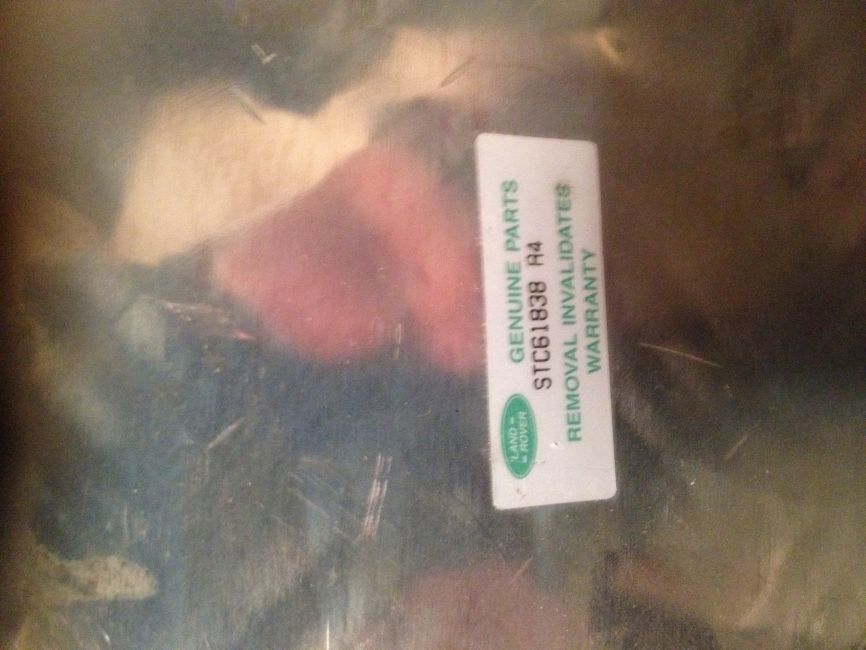 GENUINE PARTS
STC61838 A4
REMOVAL INVALIDATES
WARRANTY
LAND
ROVER